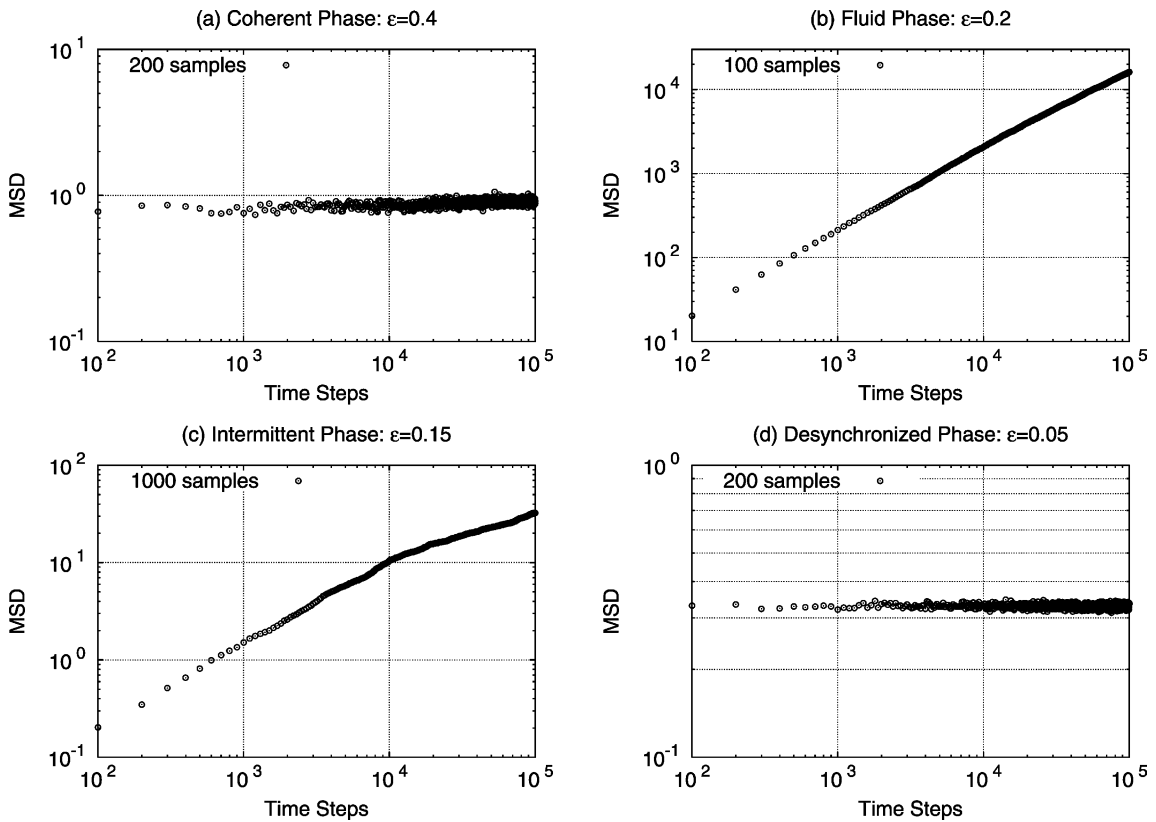 (a) Coherent Phase: ε=0.4
10^1
200 samples
10^0
MSD
10^-1
10^2 10^3 10^4 10^5
Time Steps
(b) Fluid Phase: ε=0.2
100 samples
10^4
10^3
MSD
10^2
10^1
10^2 10^3 10^4 10^5
Time Steps
(c) Intermittent Phase: ε=0.15
10^2
1000 samples
10^1
MSD
10^0
10^-1
10^2 10^3 10^4 10^5
Time Steps
(d) Desynchronized Phase: ε=0.05
10^0
200 samples
MSD
10^-1
10^2 10^3 10^4 10^5
Time Steps